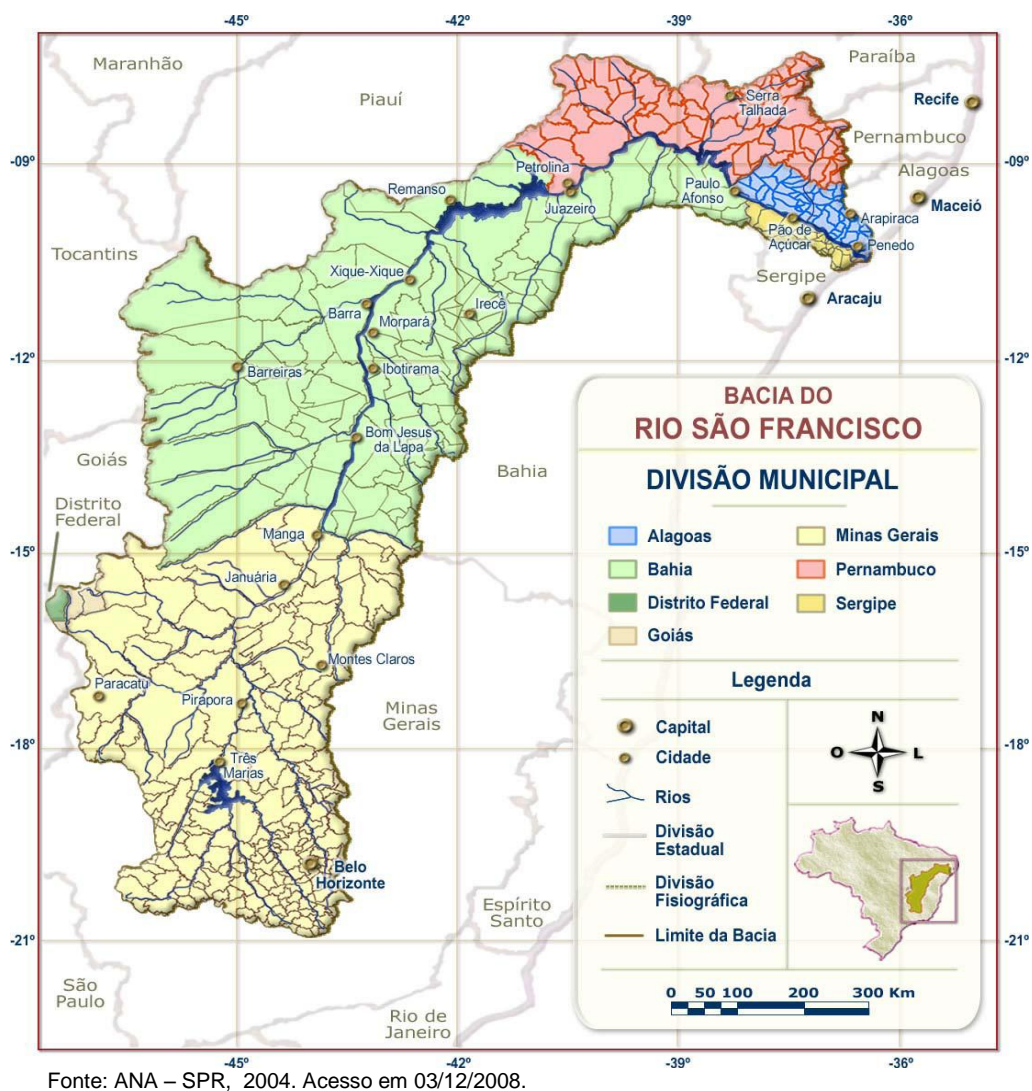 -45º
-42º
-39º
-36º
Maranhão
Piauí
Paraíba
Recife
Serra
Talhada
Pernambuco
-09º
-09º
Alagoas
Petrolina
Remanso
Juazeiro
Paulo
Afonso
Maceió
Arapiraca
Pão de
Açúcar
Penedo
Tocantins
Xique-Xique
Sergipe
Barra
Irecê
Aracaju
Morpará
-12º
-12º
Barreiras
Ibotirama
Bom Jesus
da Lapa
Goiás
Bahia
Distrito
Federal
Manga
-15º
-15º
Januária
Montes Claros
Paracatu
Pirapora
Minas
Gerais
-18º
-18º
Três
Marias
Belo
Horizonte
Espírito
Santo
-21º
-21º
São
Paulo
Rio de
Janeiro
-45º
-42º
-39º
-36º
BACIA DO
RIO SÃO FRANCISCO
DIVISÃO MUNICIPAL
Alagoas
Minas Gerais
Bahia
Pernambuco
Distrito Federal
Sergipe
Goiás
Legenda
Capital
Cidade
Rios
Divisão
Estadual
Divisão
Fisiográfica
Limite da Bacia
N
O
L
S
0 50 100 200 300 Km
Fonte: ANA – SPR, 2004. Acesso em 03/12/2008.